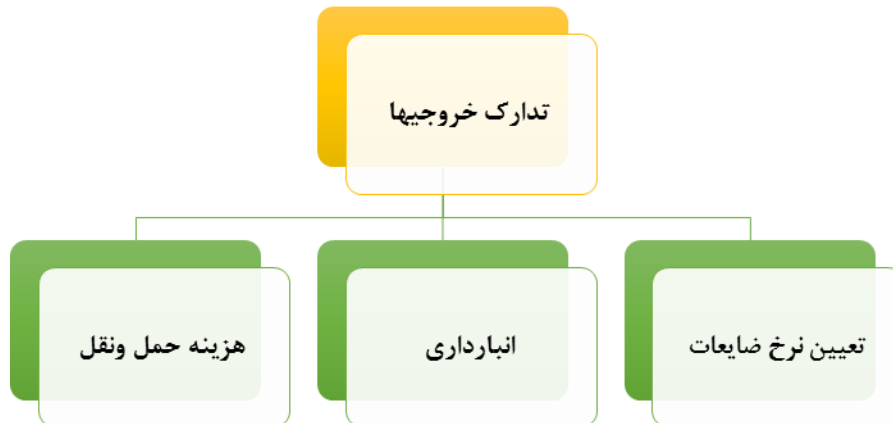 تدارک خروجیها
تعیین نرخ ضایعات
انبارداری
هزینه حمل ونقل